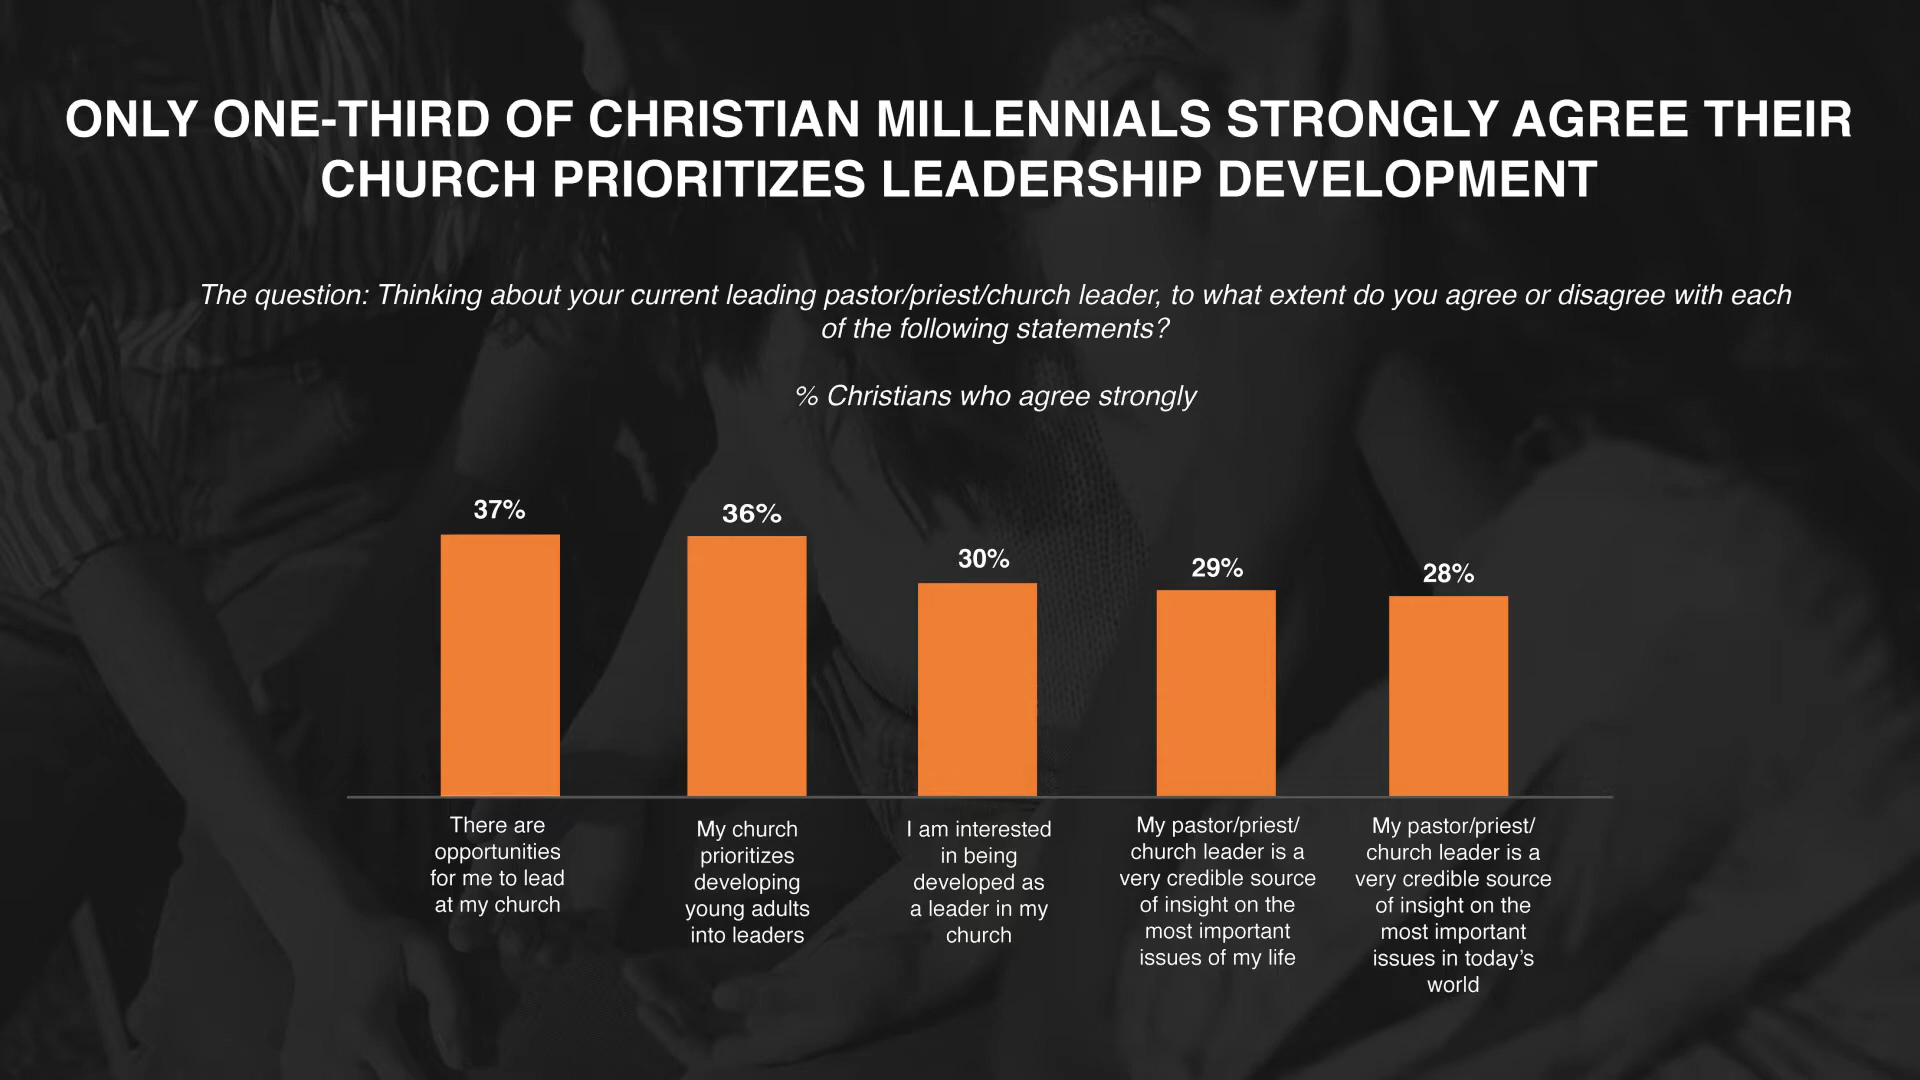 ONLY ONE-THIRD OF CHRISTIAN MILLENNIALS STRONGLY AGREE THEIR
CHURCH PRIORITIZES LEADERSHIP DEVELOPMENT
The question: Thinking about your current leading pastor/priest/church leader, to what extent do you agree or disagree with each
of the following statements?
% Christians who agree strongly
37%
36%
30%
29%
28%
There are
opportunities
for me to lead
at my church
My church
prioritizes
developing
young adults
into leaders
I am interested
in being
developed as
a leader in my
church
My pastor/priest/
church leader is a
very credible source
of insight on the
most important
issues of my life
My pastor/priest/
church leader is a
very credible source
of insight on the
most important
issues in today's
world